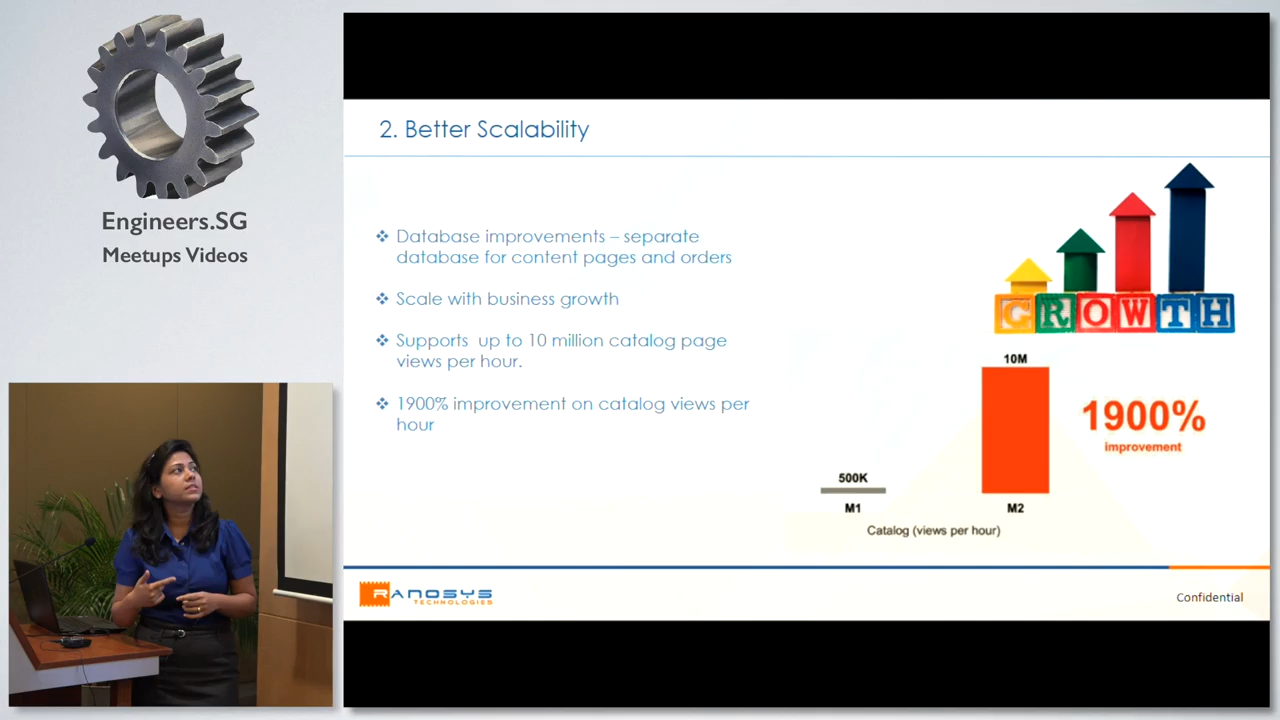 Engineers.SG
Meetups Videos
2. Better Scalability
❖ Database improvements – separate
database for content pages and orders
❖ Scale with business growth
❖ Supports up to 10 million catalog page
views per hour.
❖ 1900% improvement on catalog views per
hour
GROWTH
10M
1900%
improvement
500K
M1
M2
Catalog (views per hour)
RANOSYS
TECHNOLOGIES
Confidential